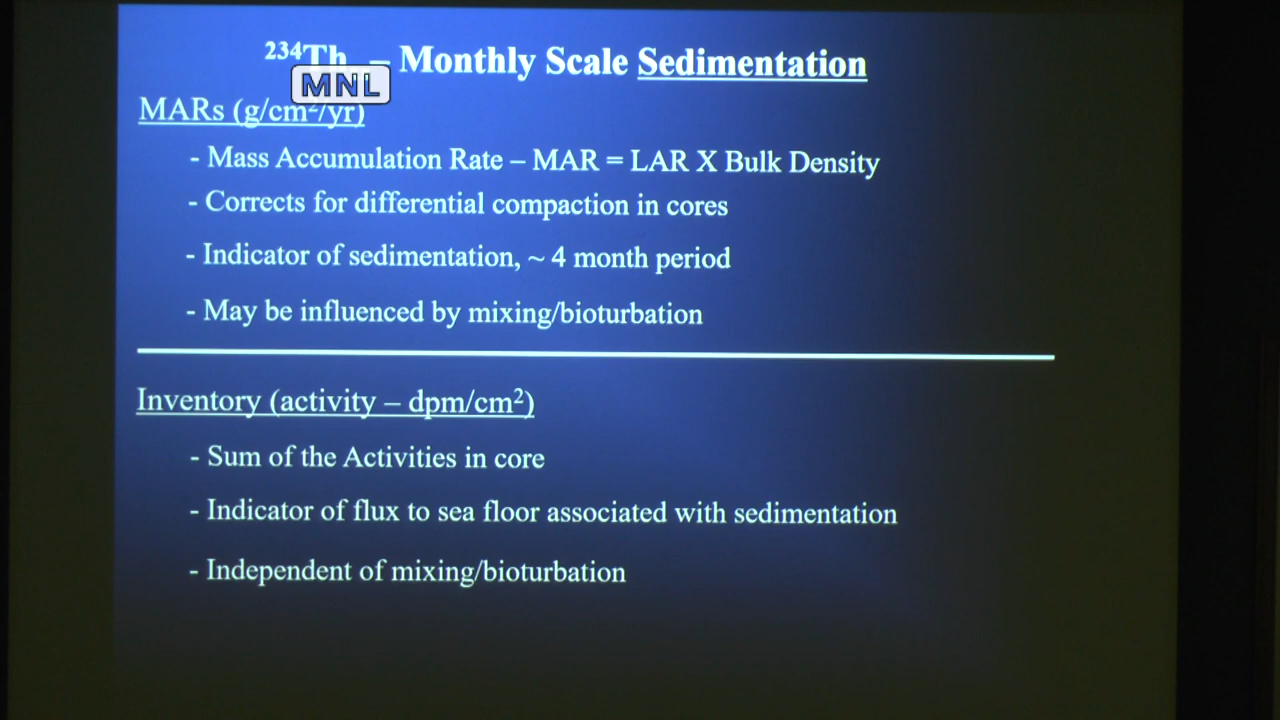 ²³⁴Th – Monthly Scale Sedimentation
MNL
MARs (g/cm²/yr)
- Mass Accumulation Rate – MAR = LAR X Bulk Density
- Corrects for differential compaction in cores
- Indicator of sedimentation, ~ 4 month period
- May be influenced by mixing/bioturbation
Inventory (activity – dpm/cm²)
- Sum of the Activities in core
- Indicator of flux to sea floor associated with sedimentation
- Independent of mixing/bioturbation